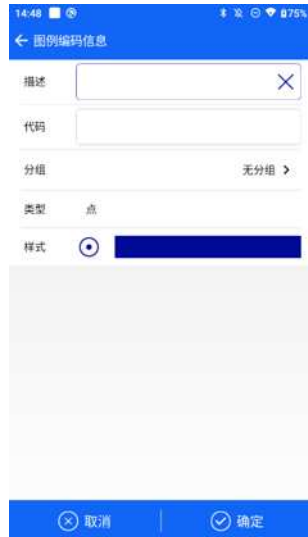 14:48 75%
图例编码信息
描述
代码
分组 无分组
类型 点
样式
取消 确定